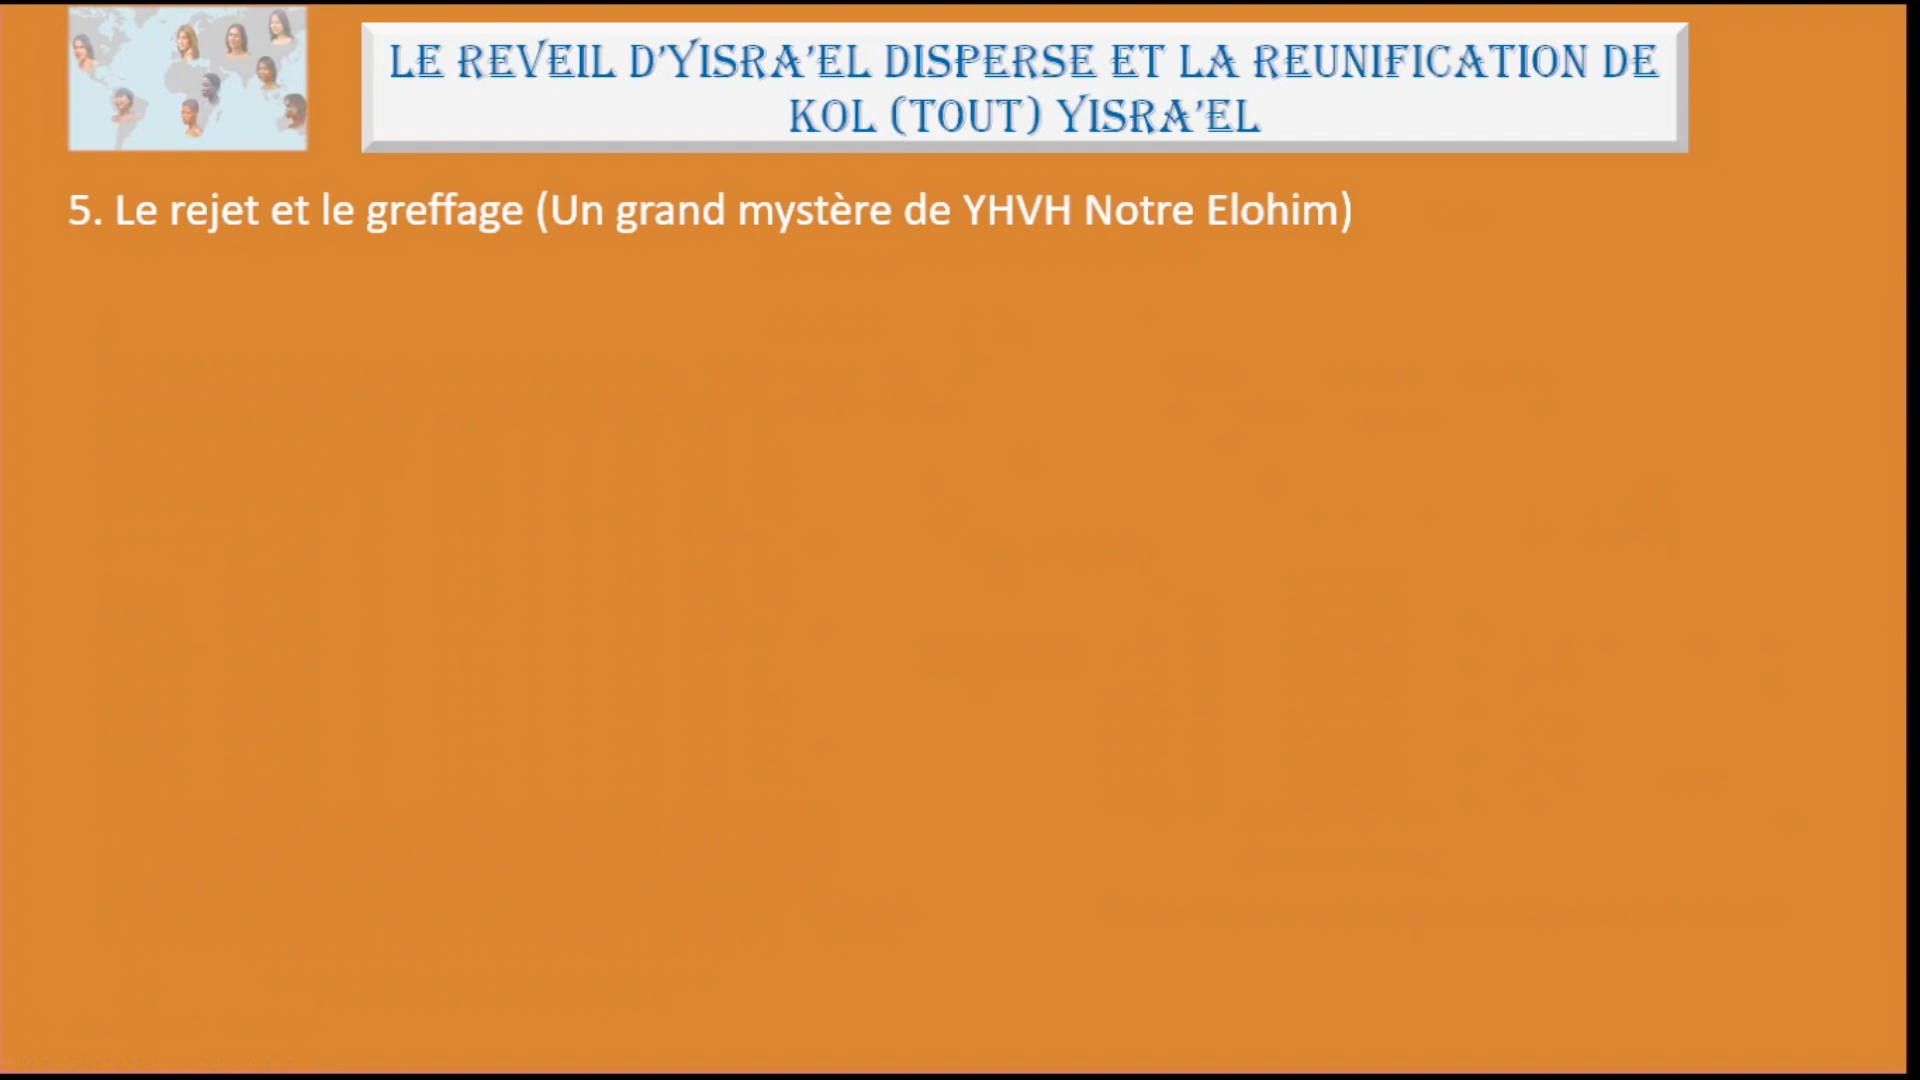 LE REVEIL D'YISRA'EL DISPERSE ET LA REUNIFICATION DE
KOL (TOUT) YISRA'EL
5. Le rejet et le greffage (Un grand mystère de YHVH Notre Elohim)